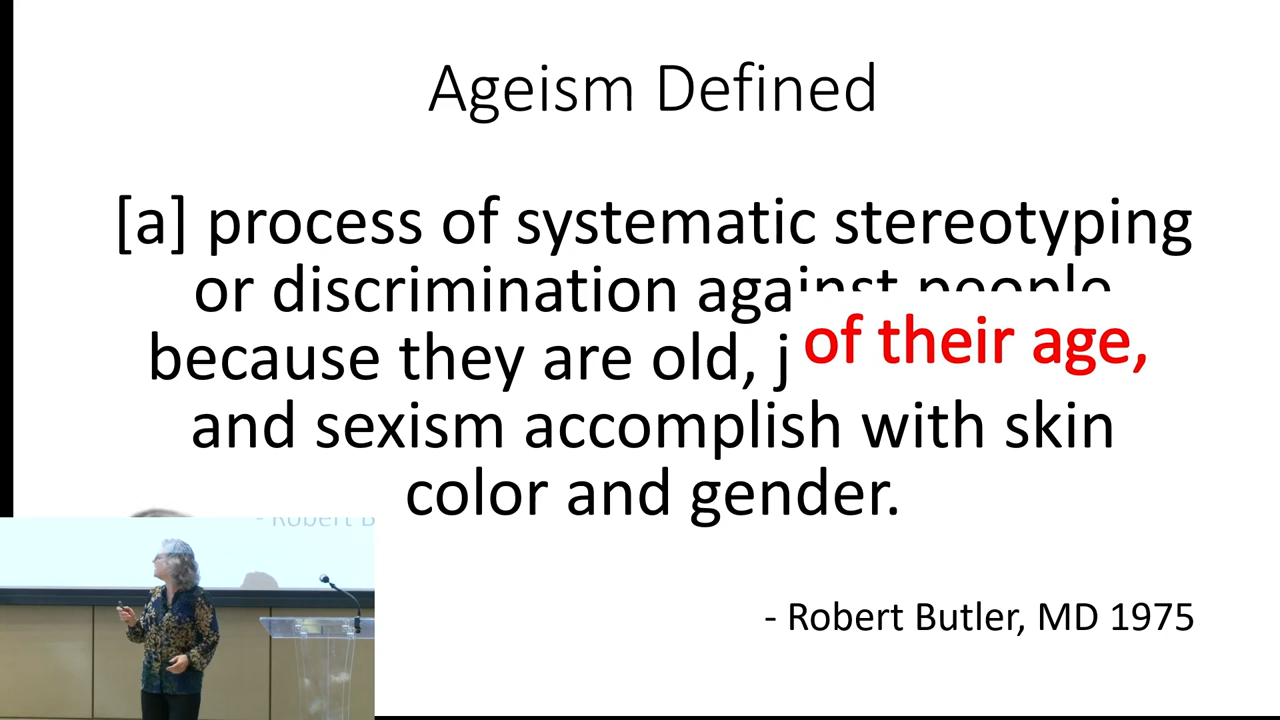 Ageism Defined
[a] process of systematic stereotyping
or discrimination against people
because they are old, j of their age,
and sexism accomplish with skin
color and gender.
- Robert B
- Robert Butler, MD 1975